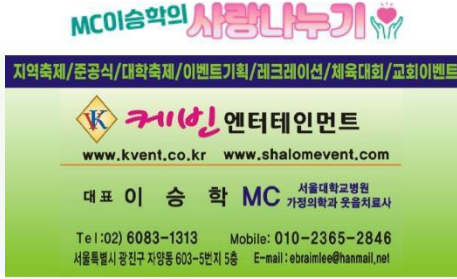 MC이승학의 사랑나누기
지역축제/준공식/대학축제/이벤트기획/레크레이션/체육대회/교회이벤트
K 케빈 엔터테인먼트
www.kvent.co.kr www.shalomevent.com
대표 이 승 학 MC 서울대학교병원
가정의학과 웃음치료사
Tel:02) 6083-1313 Mobile: 010-2365-2846
서울특별시 광진구 자양동 603-5번지 5층 E-mail : ebraimlee@hanmail.net